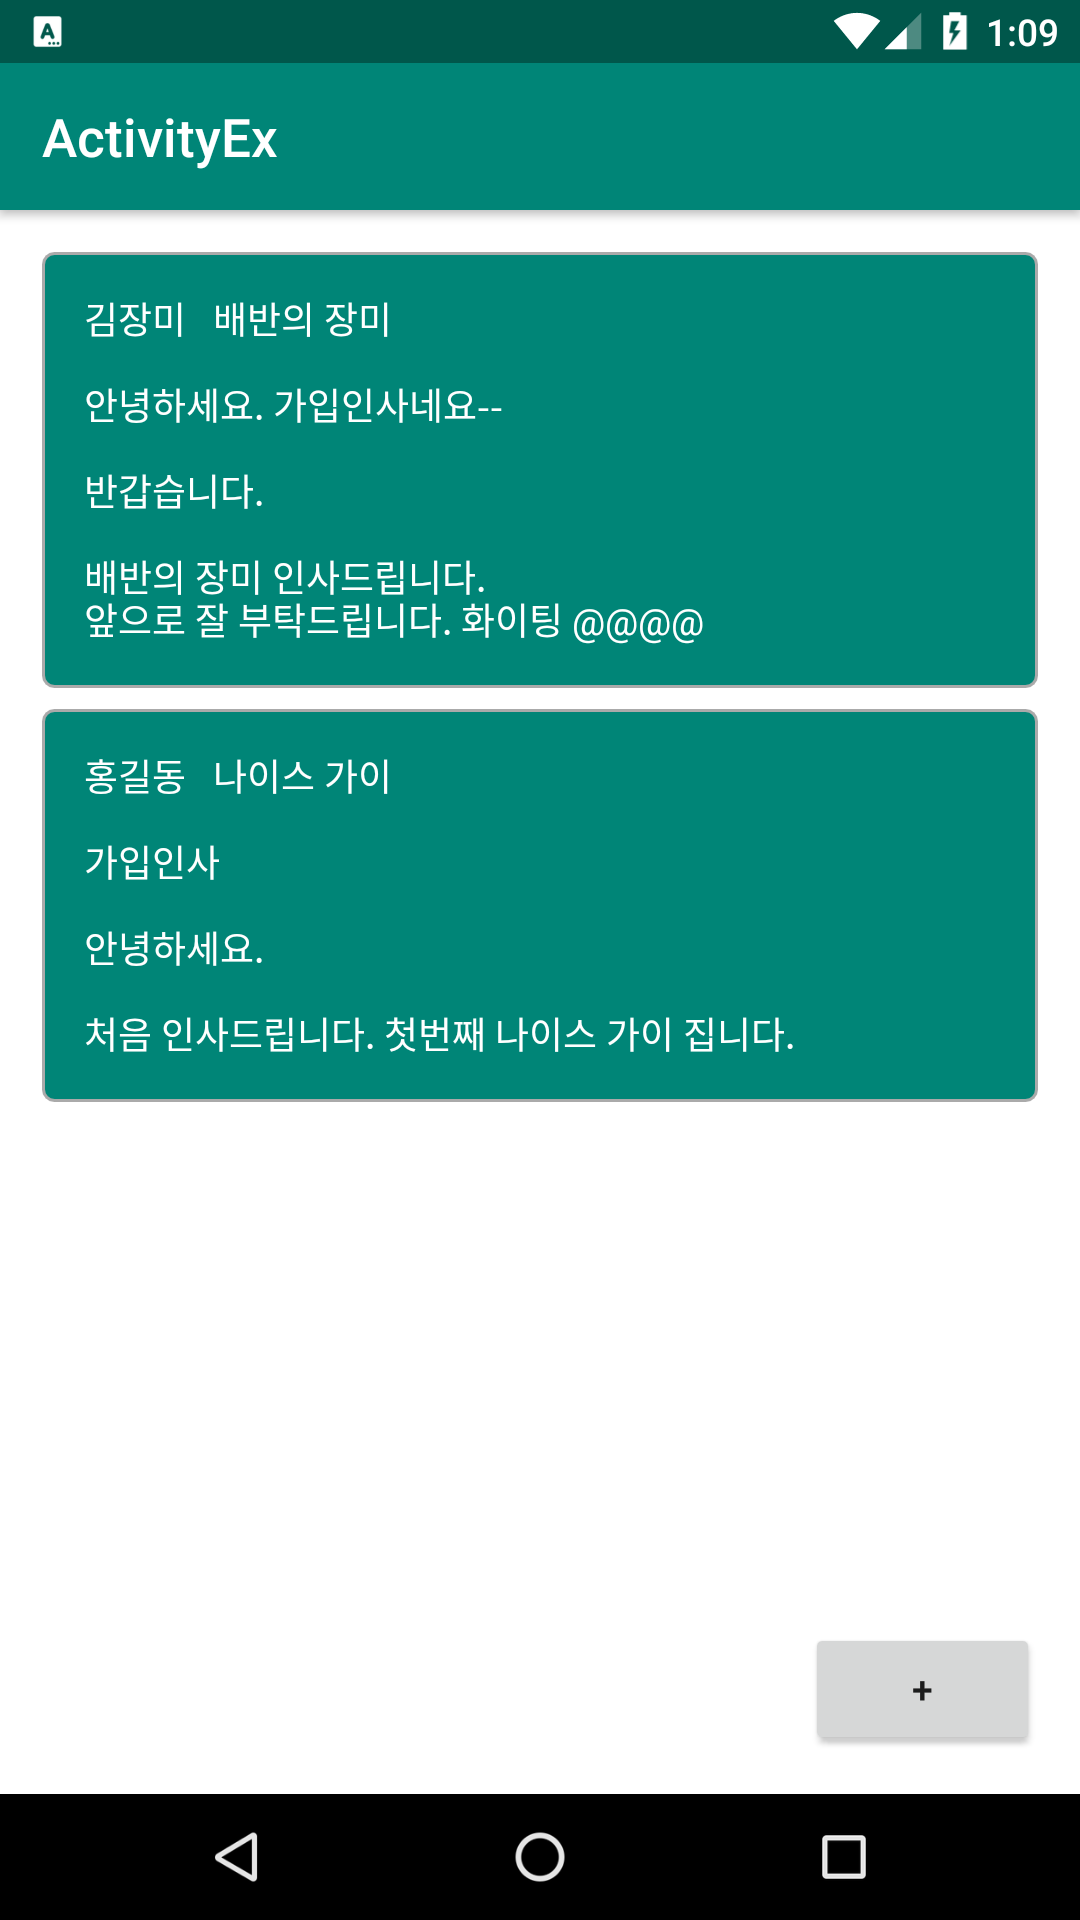 1:09
ActivityEx
김장미 배반의 장미
안녕하세요. 가입인사네요--
반갑습니다.
배반의 장미 인사드립니다.
앞으로 잘 부탁드립니다. 화이팅 @@@@
홍길동 나이스 가이
가입인사
안녕하세요.
처음 인사드립니다. 첫번째 나이스 가이 집니다.
+